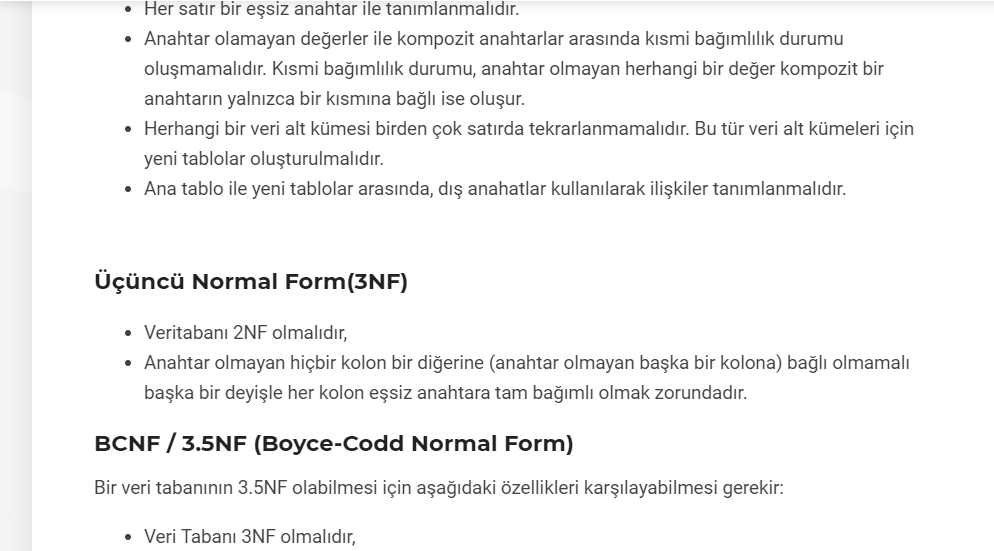 Her satır bir eşsiz anahtar ile tanımlanmalıdır.
Anahtar olamayan değerler ile kompozit anahtarlar arasında kısmi bağımlılık durumu
oluşmamalıdır. Kısmi bağımlılık durumu, anahtar olmayan herhangi bir değer kompozit bir
anahtarın yalnızca bir kısmına bağlı ise oluşur.
Herhangi bir veri alt kümesi birden çok satırda tekrarlanmamalıdır. Bu tür veri alt kümeleri için
yeni tablolar oluşturulmalıdır.
Ana tablo ile yeni tablolar arasında, dış anahatlar kullanılarak ilişkiler tanımlanmalıdır.
Üçüncü Normal Form(3NF)
Veritabanı 2NF olmalıdır,
Anahtar olmayan hiçbir kolon bir diğerine (anahtar olmayan başka bir kolona) bağlı olmamalı
başka bir deyişle her kolon eşsiz anahtara tam bağımlı olmak zorundadır.
BCNF / 3.5NF (Boyce-Codd Normal Form)
Bir veri tabanının 3.5NF olabilmesi için aşağıdaki özellikleri karşılayabilmesi gerekir:
Veri Tabanı 3NF olmalıdır,